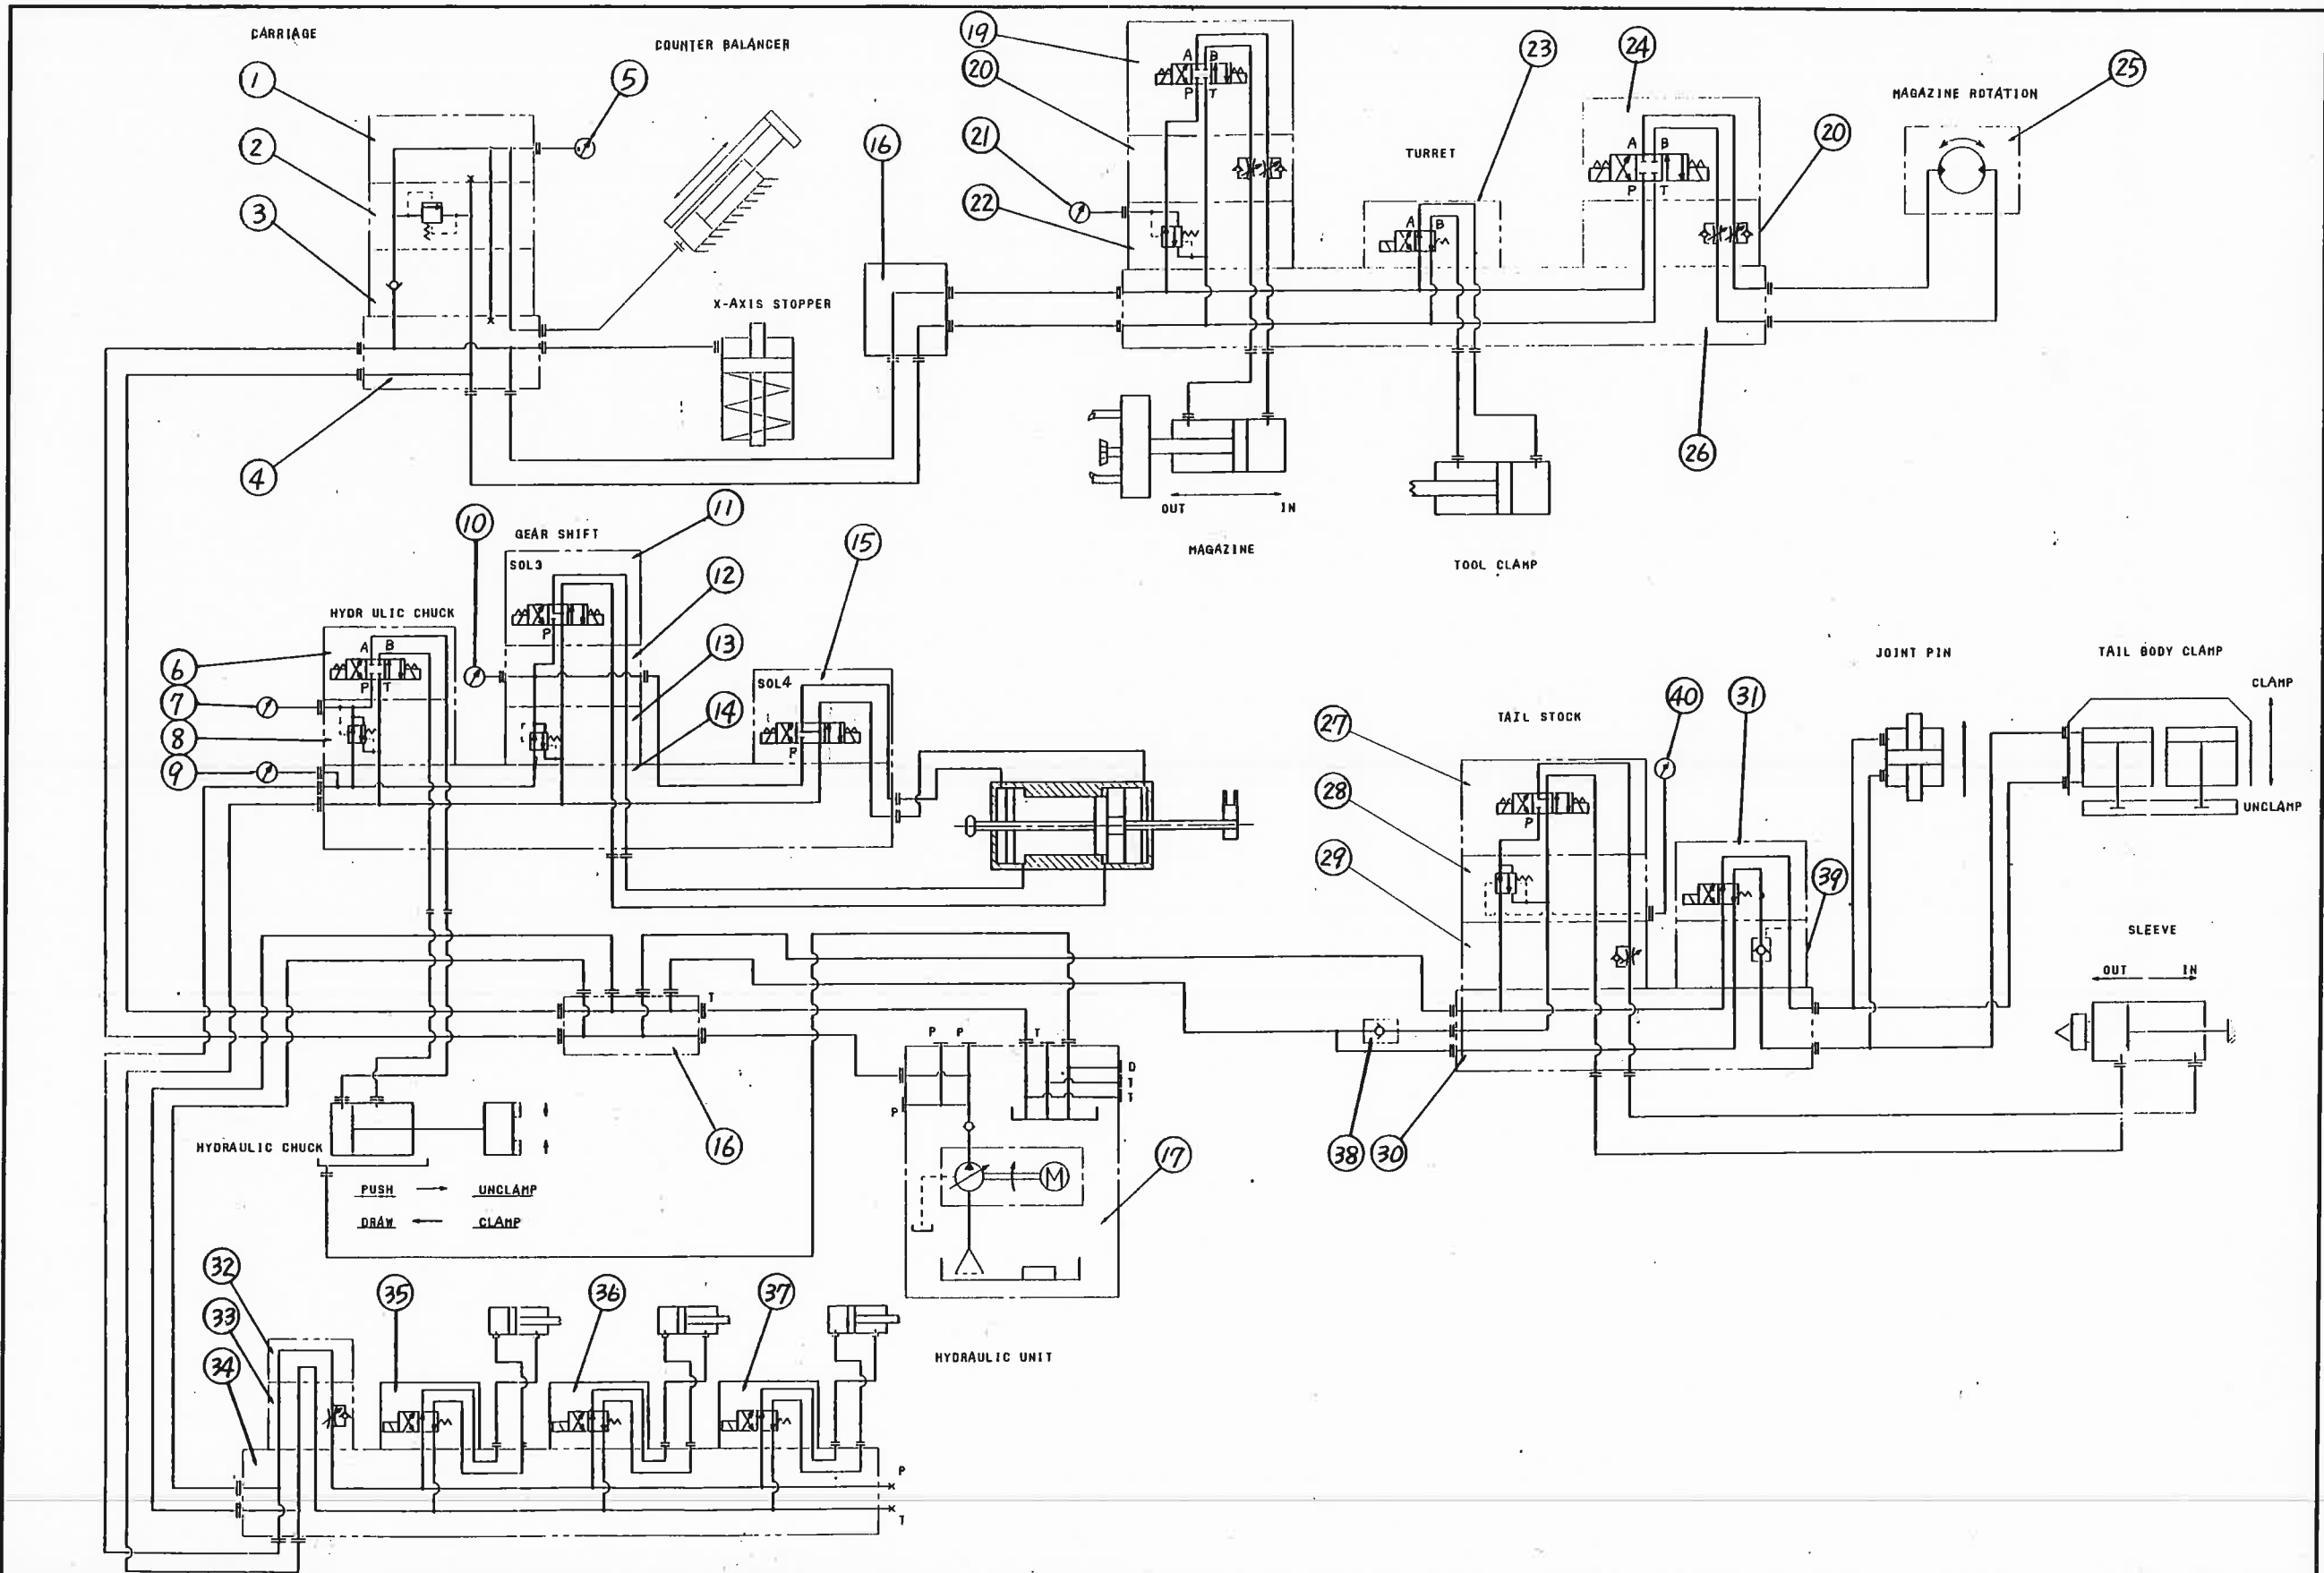 CARRIAGE
COUNTER BALANCER
1
2
3
4
5
X-AXIS STOPPER
16
19
20
21
22
A B
P T
23
TURRET
A B
24
A B
P T
20
MAGAZINE ROTATION
25
26
OUT IN
MAGAZINE
TOOL CLAMP
10
GEAR SHIFT
11
SOL3
P
12
13
14
15
SOL4
P
HYDR ULIC CHUCK
6
A B
P T
7
8
9
27
28
29
TAIL STOCK
P
40
31
39
JOINT PIN
TAIL BODY CLAMP
CLAMP
UNCLAMP
SLEEVE
OUT IN
38
30
T
16
P P T
D
T
T
P
M
17
HYDRAULIC UNIT
HYDRAULIC CHUCK
PUSH UNCLAMP
DRAW CLAMP
32
33
34
35
36
37
P
T